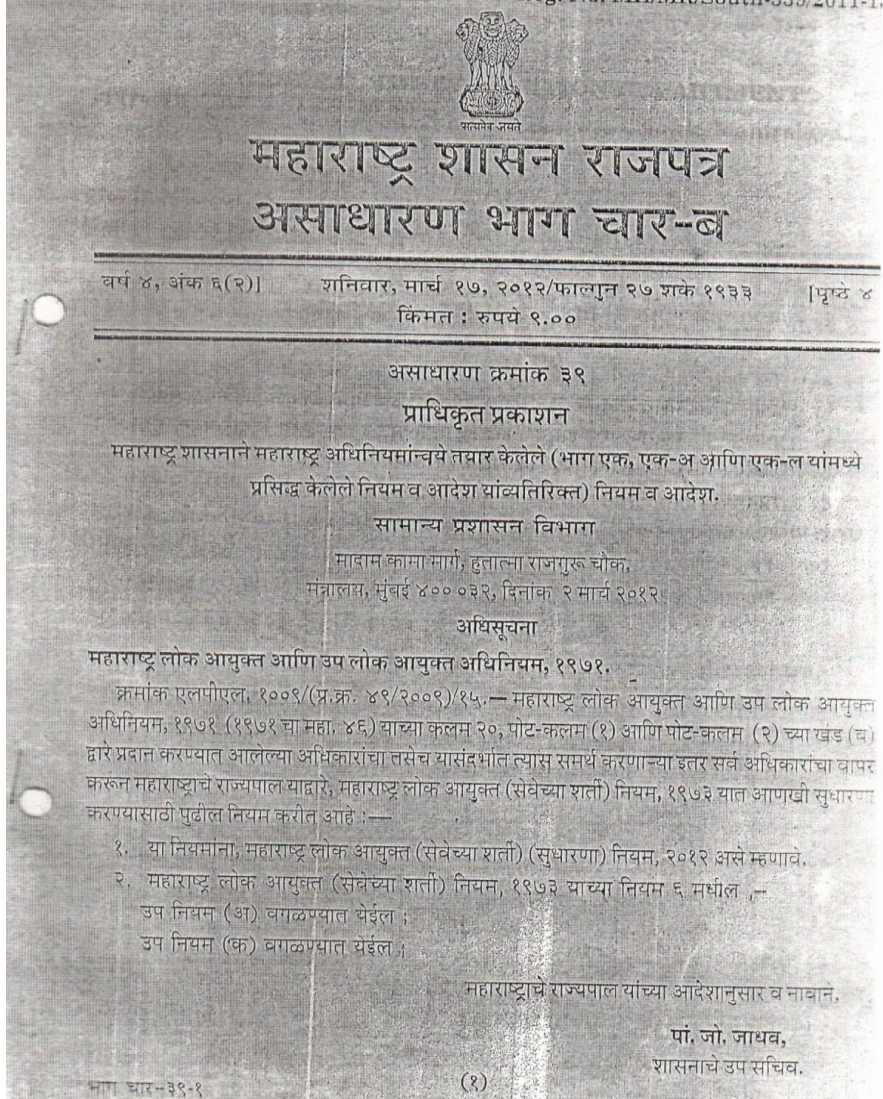 सत्यमेव जयते
महाराष्ट्र शासन राजपत्र
असाधारण भाग चार-ब
वर्ष ४, अंक ६(२)] शनिवार, मार्च १७, २०१२/फाल्गुन २७ शके १९३३ [पृष्ठे ४
किंमत : रुपये ९.००
असाधारण क्रमांक ३९
प्राधिकृत प्रकाशन
महाराष्ट्र शासनाने महाराष्ट्र अधिनियमांन्वये तयार केलेले (भाग एक, एक-अ आणि एक-ल यांमध्ये
प्रसिद्ध केलेले नियम व आदेश यांव्यतिरिक्त) नियम व आदेश.
सामान्य प्रशासन विभाग
मादाम कामा मार्ग, हुतात्मा राजगुरू चौक,
मंत्रालय, मुंबई ४०० ०३२, दिनांक २ मार्च २०१२
अधिसूचना
महाराष्ट्र लोक आयुक्त आणि उप लोक आयुक्त अधिनियम, १९७१.
क्रमांक एलपीएल, १००९/(प्र.क्र. ४९/२००९)/१५.— महाराष्ट्र लोक आयुक्त आणि उप लोक आयुक्त
अधिनियम, १९७१ (१९७१ चा महा. ४६) याच्या कलम २०, पोट-कलम (१) आणि पोट-कलम (२) च्या खंड (ब)
द्वारे प्रदान करण्यात आलेल्या अधिकारांचा तसेच यासंदर्भात त्यास समर्थ करणाऱ्या इतर सर्व अधिकारांचा वापर
करून महाराष्ट्राचे राज्यपाल याद्वारे, महाराष्ट्र लोक आयुक्त (सेवेच्या शर्ती) नियम, १९७३ यात आणखी सुधारणा
करण्यासाठी पुढील नियम करीत आहे :—
१. या नियमांना, महाराष्ट्र लोक आयुक्त (सेवेच्या शर्ती) (सुधारणा) नियम, २०१२ असे म्हणावे.
२. महाराष्ट्र लोक आयुक्त (सेवेच्या शर्ती) नियम, १९७३ याच्या नियम ६ मधील ,–
उप नियम (अ) वगळण्यात येईल ;
उप नियम (क) वगळण्यात येईल ;
महाराष्ट्राचे राज्यपाल यांच्या आदेशानुसार व नावाने,
पां. जो. जाधव,
शासनाचे उप सचिव.
भाग चार-३९-१ (१)